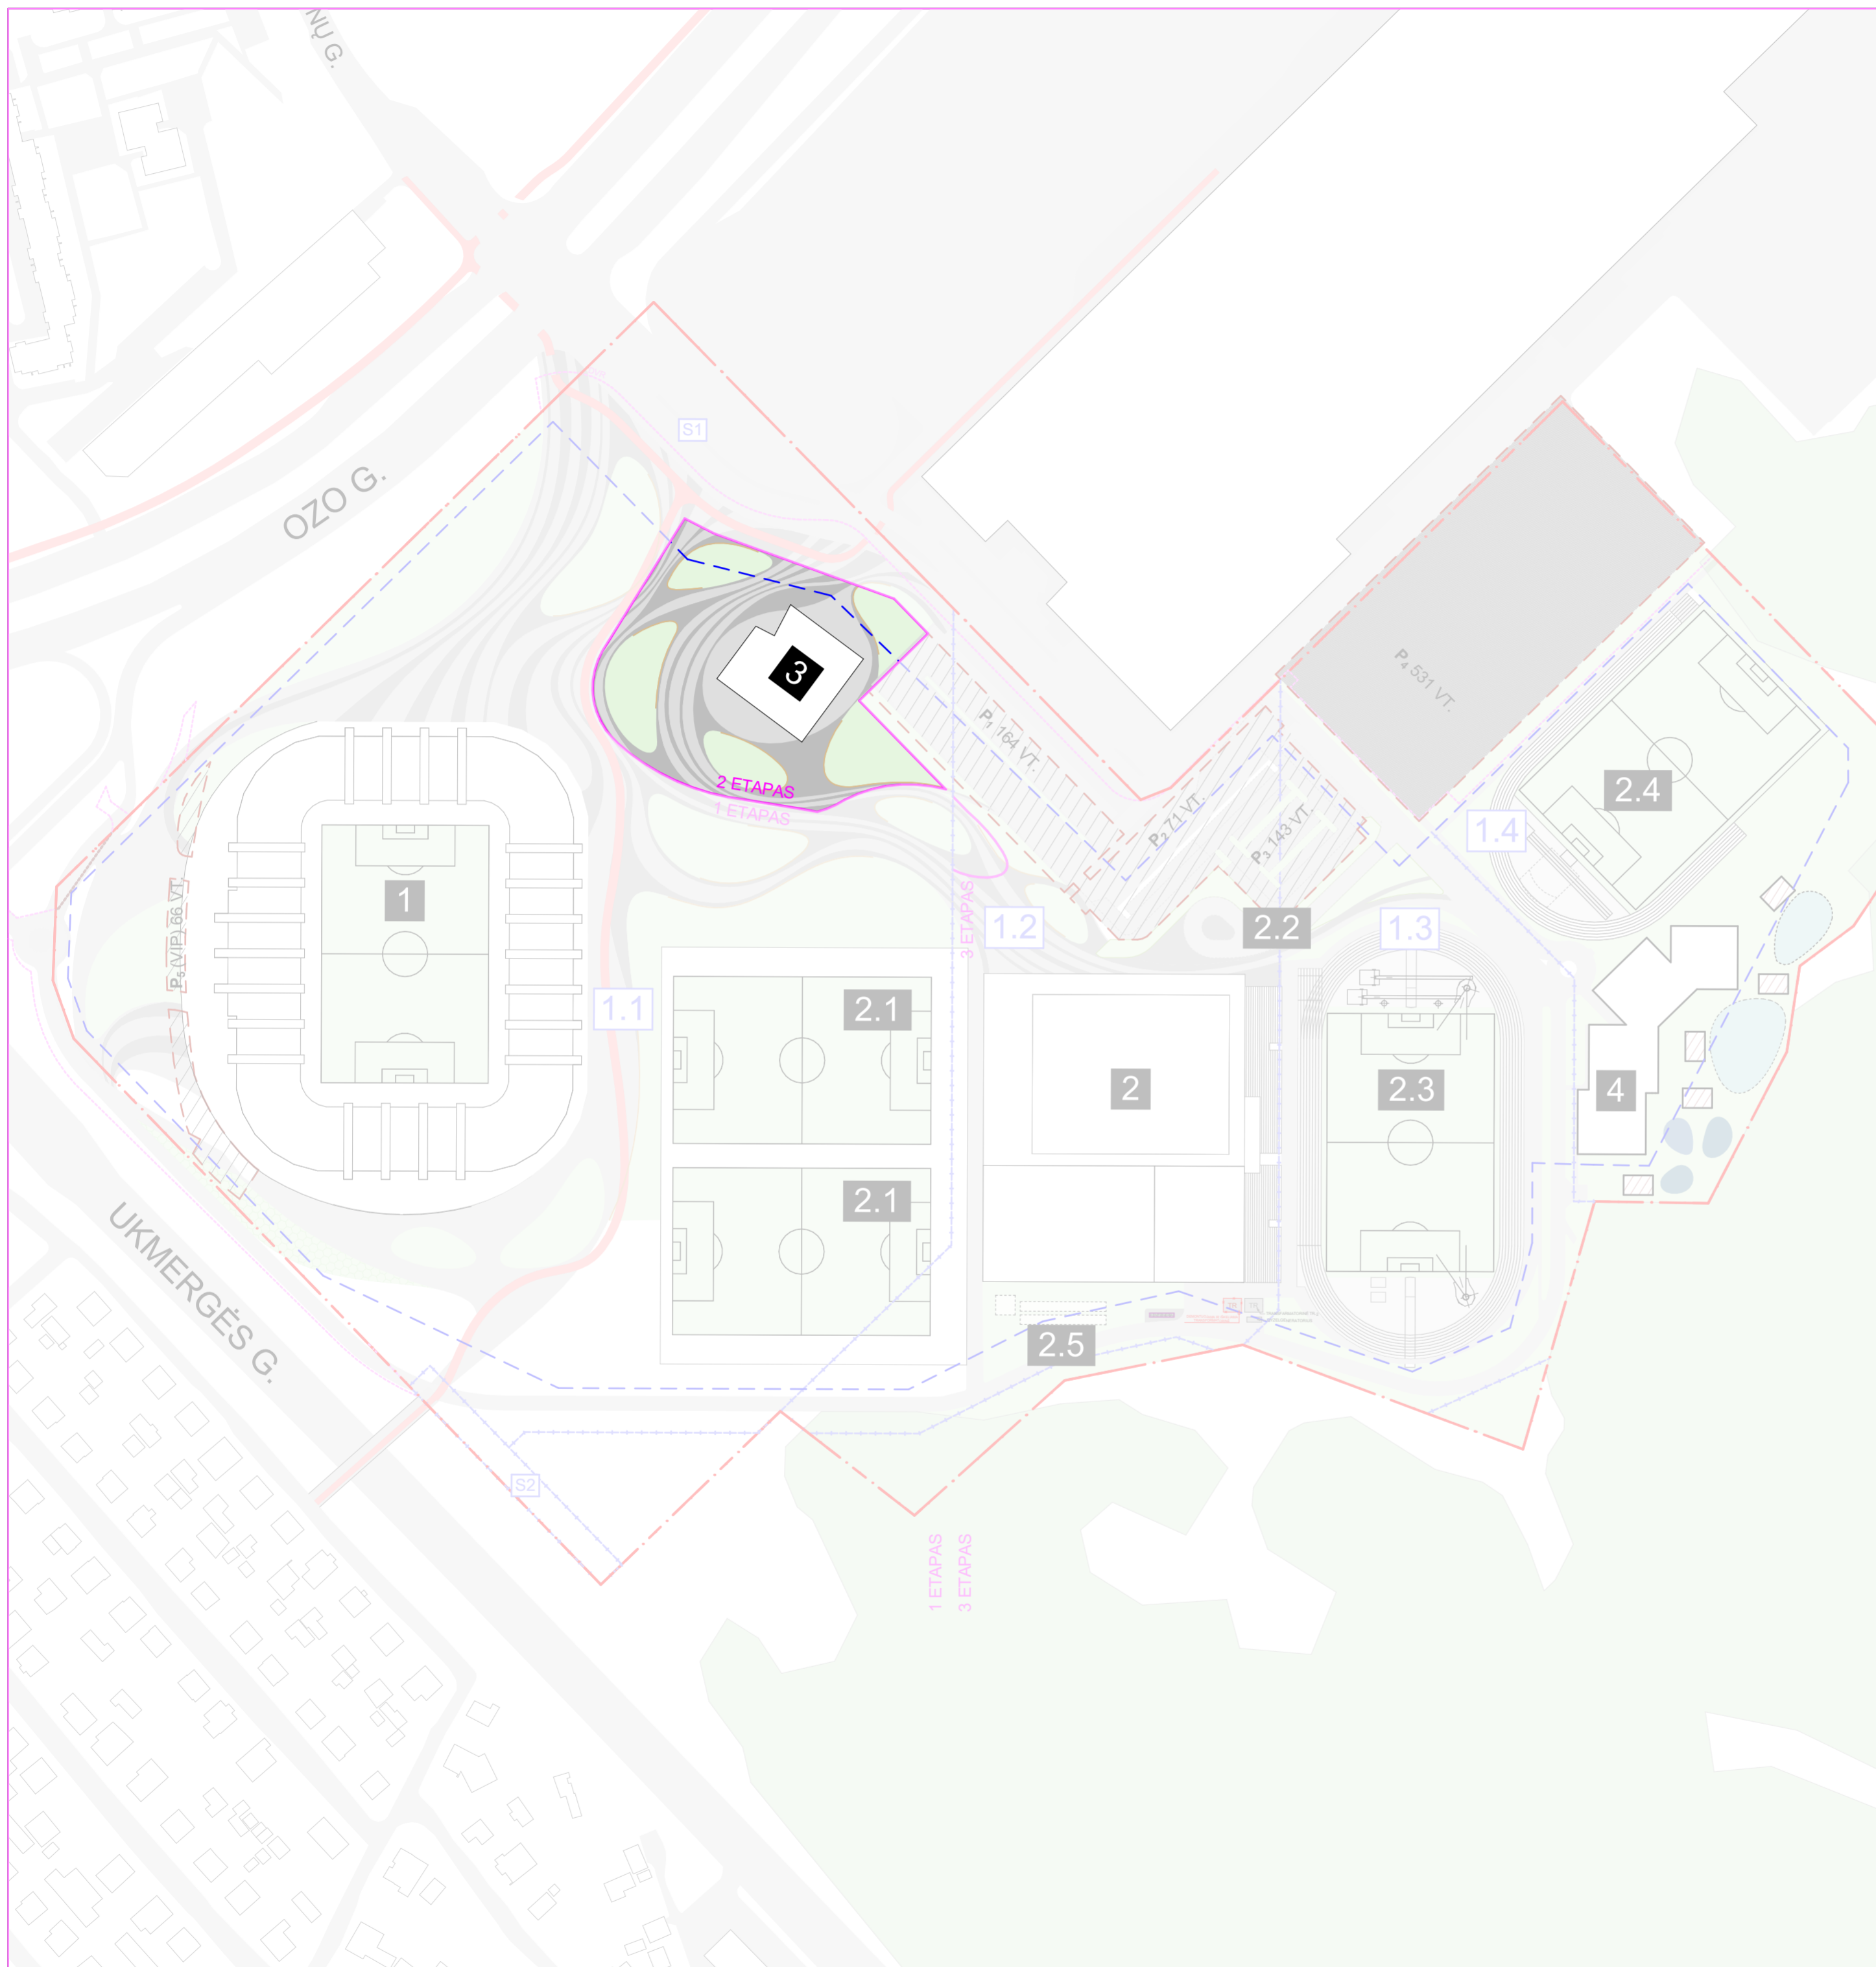 NŲ G.
S1
OZO G.
3
P₄ 531 VT.
P₁ 164 VT.
2 ETAPAS
1 ETAPAS
2.4
P₂ 71 VT.
P₃ 143 VT.
1.4
1
P₅ (VIP) 66 VT.
3 ETAPAS
1.2
2.2
1.3
1.1
2.1
2
2.3
4
2.1
UKMERGĖS G.
2.5
S2
1 ETAPAS
3 ETAPAS